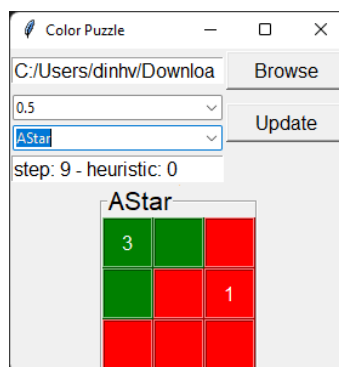 Color Puzzle
C:/Users/dinhv/Downloa Browse
0.5
Update
AStar
step: 9 - heuristic: 0
AStar
3
1